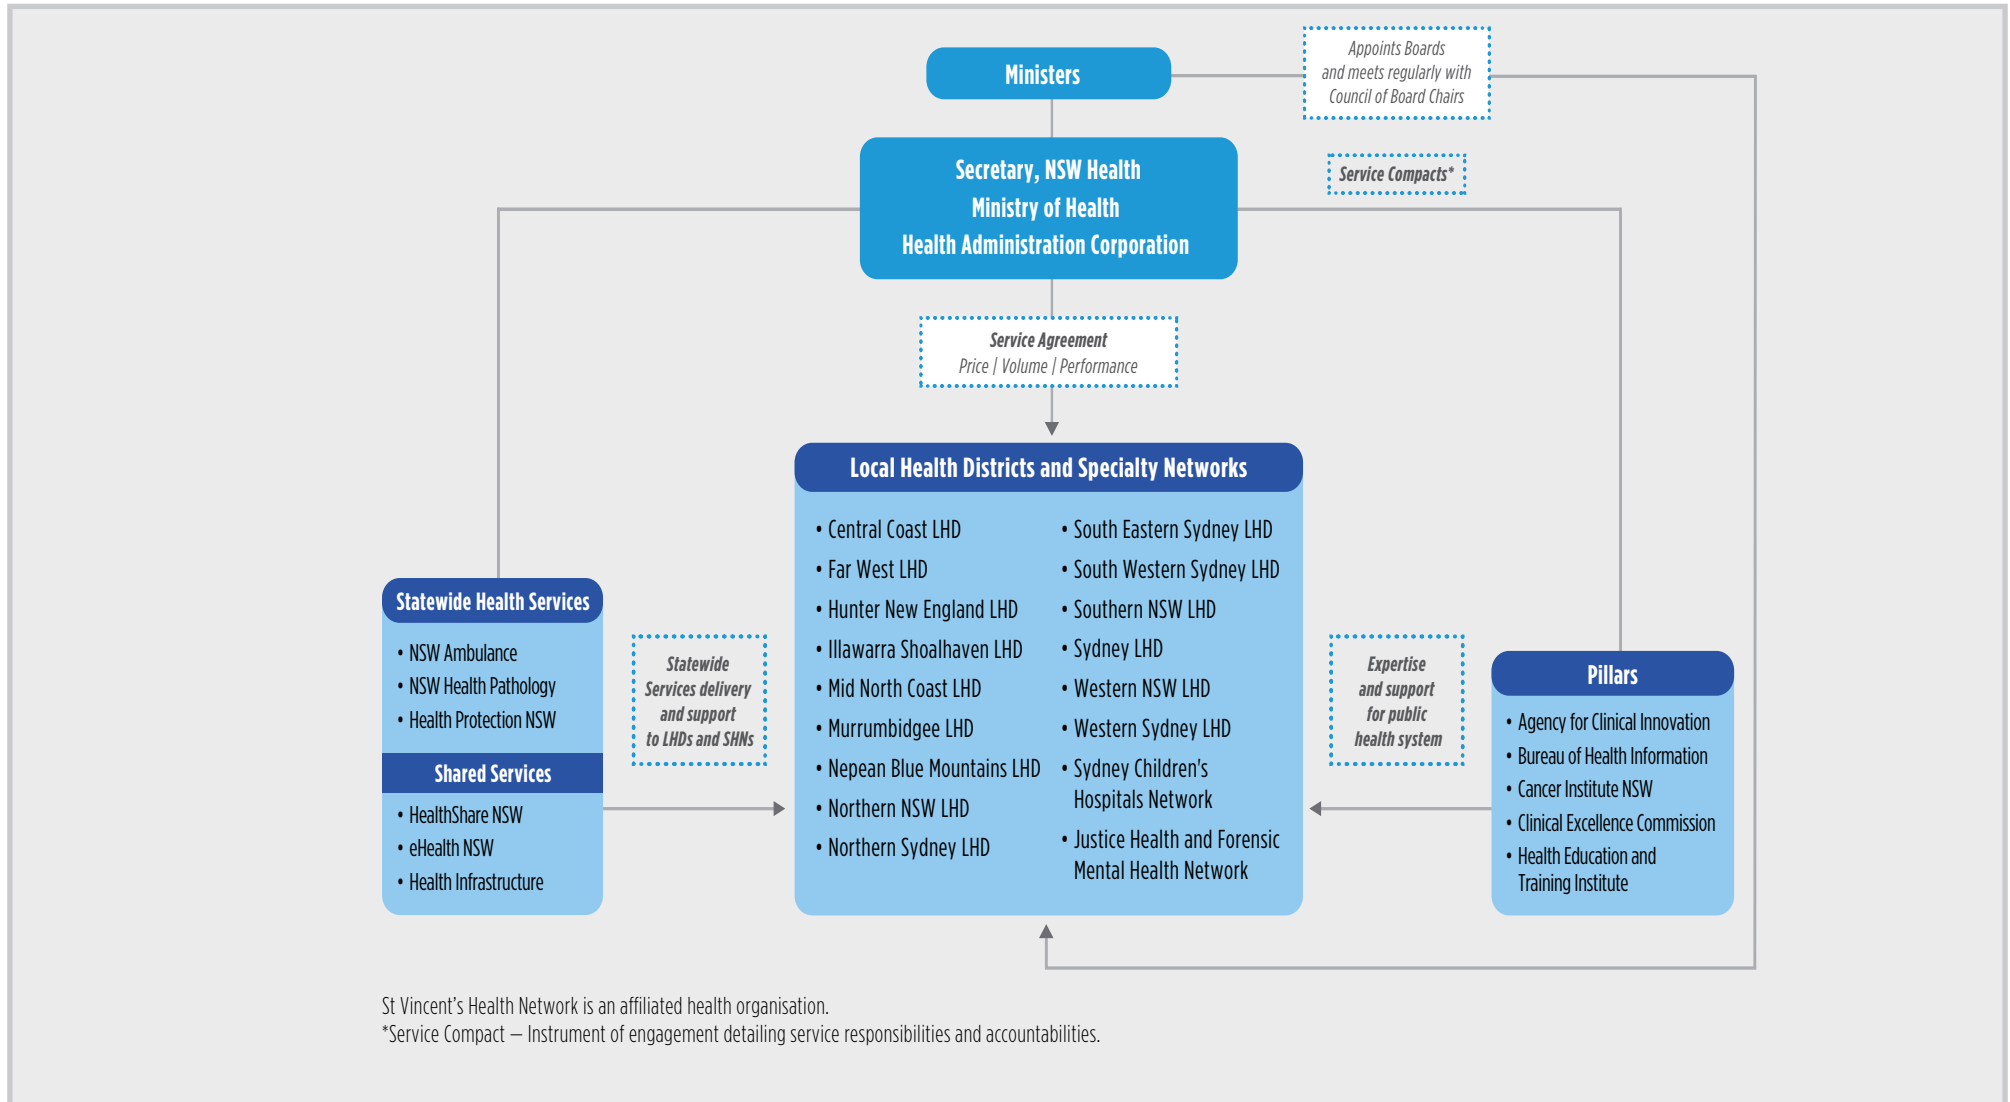 Ministers
Appoints Boards
and meets regularly with
Council of Board Chairs
Secretary, NSW Health
Ministry of Health
Health Administration Corporation
Service Compacts*
Service Agreement
Price | Volume | Performance
Local Health Districts and Specialty Networks
• Central Coast LHD
• Far West LHD
• Hunter New England LHD
• Illawarra Shoalhaven LHD
• Mid North Coast LHD
• Murrumbidgee LHD
• Nepean Blue Mountains LHD
• Northern NSW LHD
• Northern Sydney LHD
• South Eastern Sydney LHD
• South Western Sydney LHD
• Southern NSW LHD
• Sydney LHD
• Western NSW LHD
• Western Sydney LHD
• Sydney Children's
Hospitals Network
• Justice Health and Forensic
Mental Health Network
Statewide Health Services
• NSW Ambulance
• NSW Health Pathology
• Health Protection NSW
Shared Services
• HealthShare NSW
• eHealth NSW
• Health Infrastructure
Statewide
Services delivery
and support
to LHDs and SHNs
Expertise
and support
for public
health system
Pillars
• Agency for Clinical Innovation
• Bureau of Health Information
• Cancer Institute NSW
• Clinical Excellence Commission
• Health Education and
Training Institute
St Vincent’s Health Network is an affiliated health organisation.
*Service Compact – Instrument of engagement detailing service responsibilities and accountabilities.